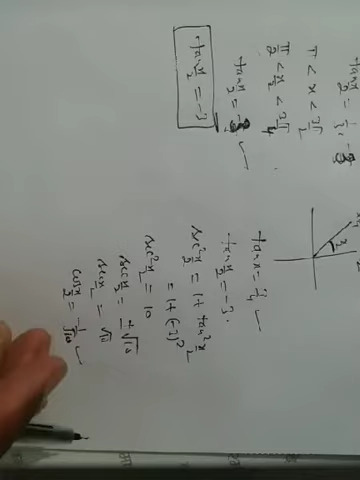 tan x/2 = 1/3, -3
π < x < 3π/2
π/2 < x/2 < 3π/4
tan x/2 = -3
tan x/2 = -3
tan x = 3/4
tan x/2 = -3.
sec² x/2 = 1 + tan² x/2
= 1 + (-3)²
sec² x/2 = 10
sec x/2 = ±√10
sec x/2 = √10
cos x/2 = -1/√10